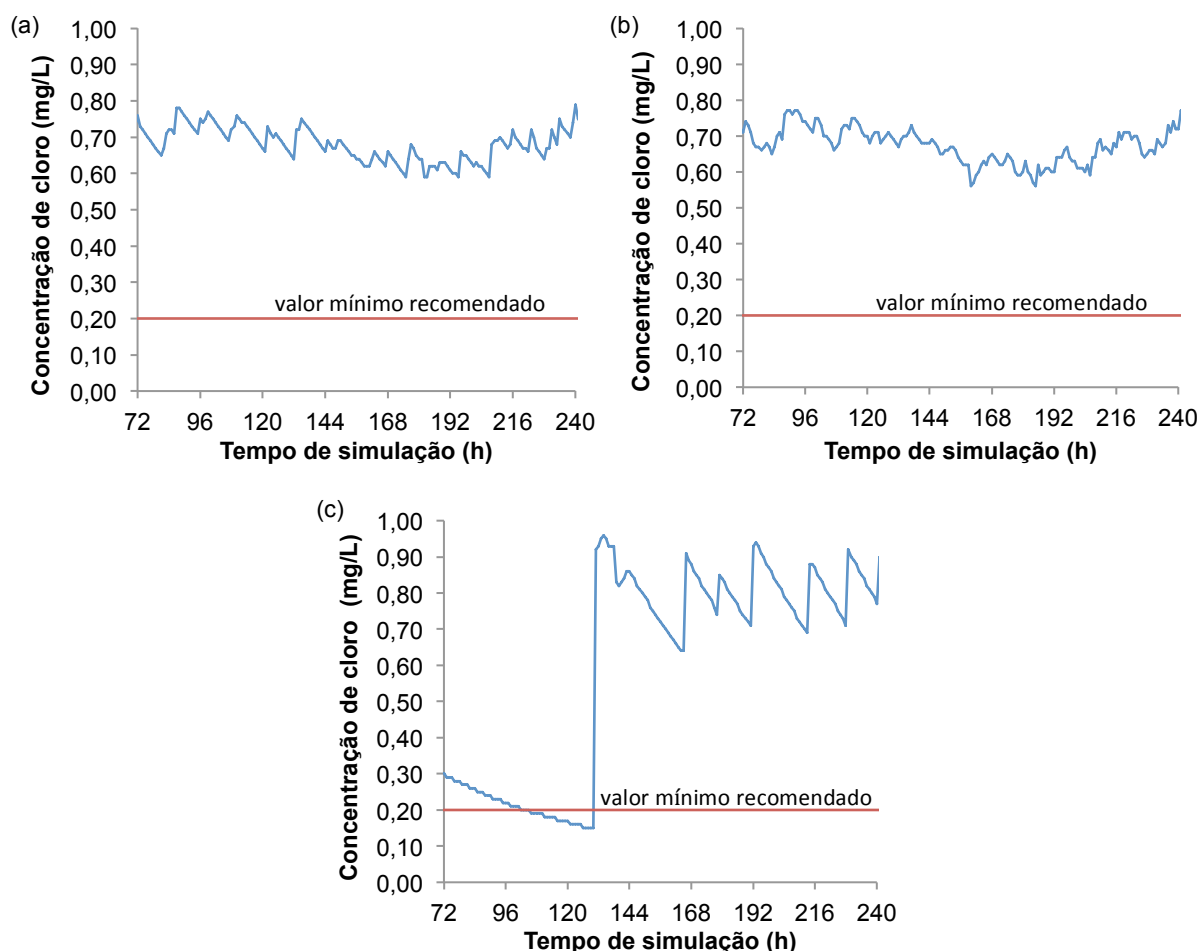 (a)
Concentração de cloro (mg/L)
1,00
0,90
0,80
0,70
0,60
0,50
0,40
0,30
0,20
0,10
0,00
valor mínimo recomendado
72 96 120 144 168 192 216 240
Tempo de simulação (h)
(b)
Concentração de cloro (mg/L)
1,00
0,90
0,80
0,70
0,60
0,50
0,40
0,30
0,20
0,10
0,00
valor mínimo recomendado
72 96 120 144 168 192 216 240
Tempo de simulação (h)
(c)
Concentração de cloro (mg/L)
1,00
0,90
0,80
0,70
0,60
0,50
0,40
0,30
0,20
0,10
0,00
valor mínimo recomendado
72 96 120 144 168 192 216 240
Tempo de simulação (h)